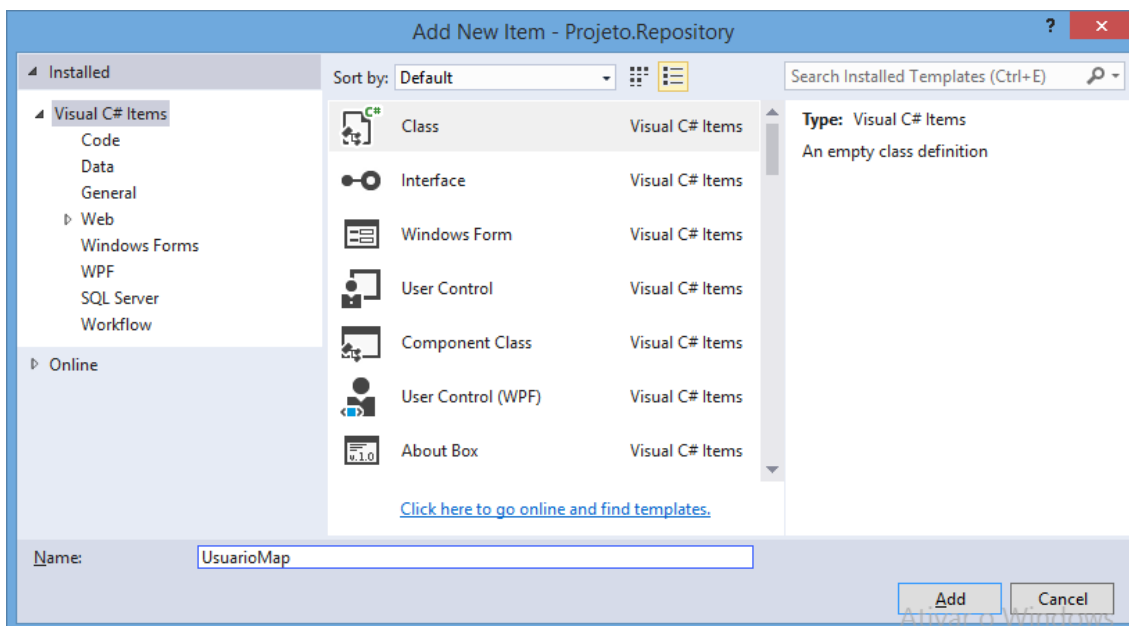 Add New Item - Projeto.Repository
?
Installed
Sort by: Default
Search Installed Templates (Ctrl+E)
Visual C# Items
Code
Data
General
Web
Windows Forms
WPF
SQL Server
Workflow
Online
C#
Class Visual C# Items
Interface Visual C# Items
Windows Form Visual C# Items
User Control Visual C# Items
Component Class Visual C# Items
User Control (WPF) Visual C# Items
v.1.0
About Box Visual C# Items
Click here to go online and find templates.
Type: Visual C# Items
An empty class definition
Name: UsuarioMap
Add Cancel
Ativar o Windows